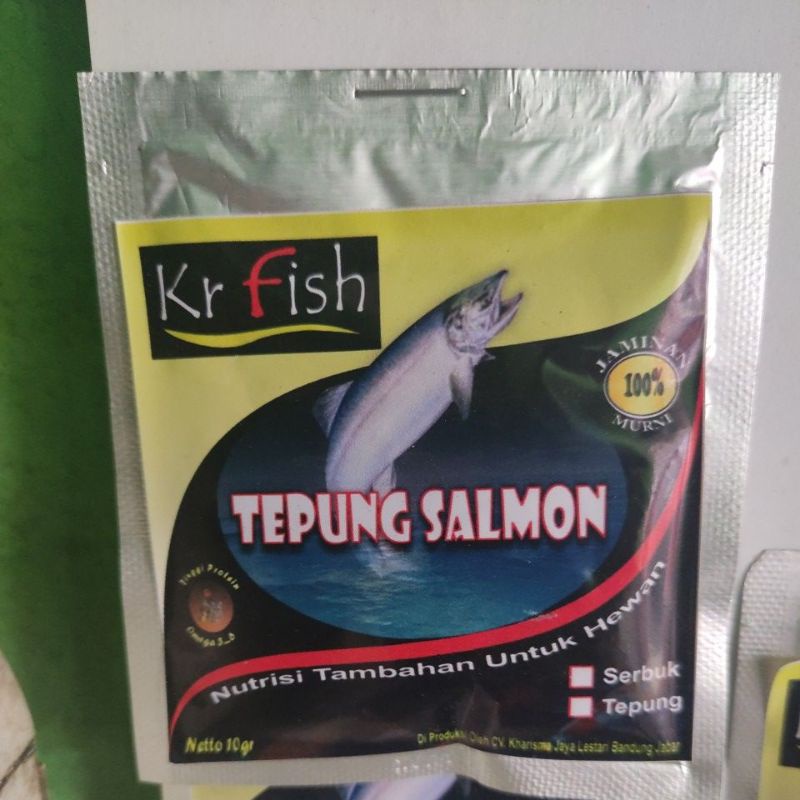 Kr Fish
JAMINAN
100%
MURNI
TEPUNG SALMON
Tinggi Protein
Omega 3_6
Nutrisi Tambahan Untuk Hewan
Serbuk
Tepung
Netto 10gr
Di Produksi Oleh CV. Kharisma Jaya Lestari Bandung Jabar